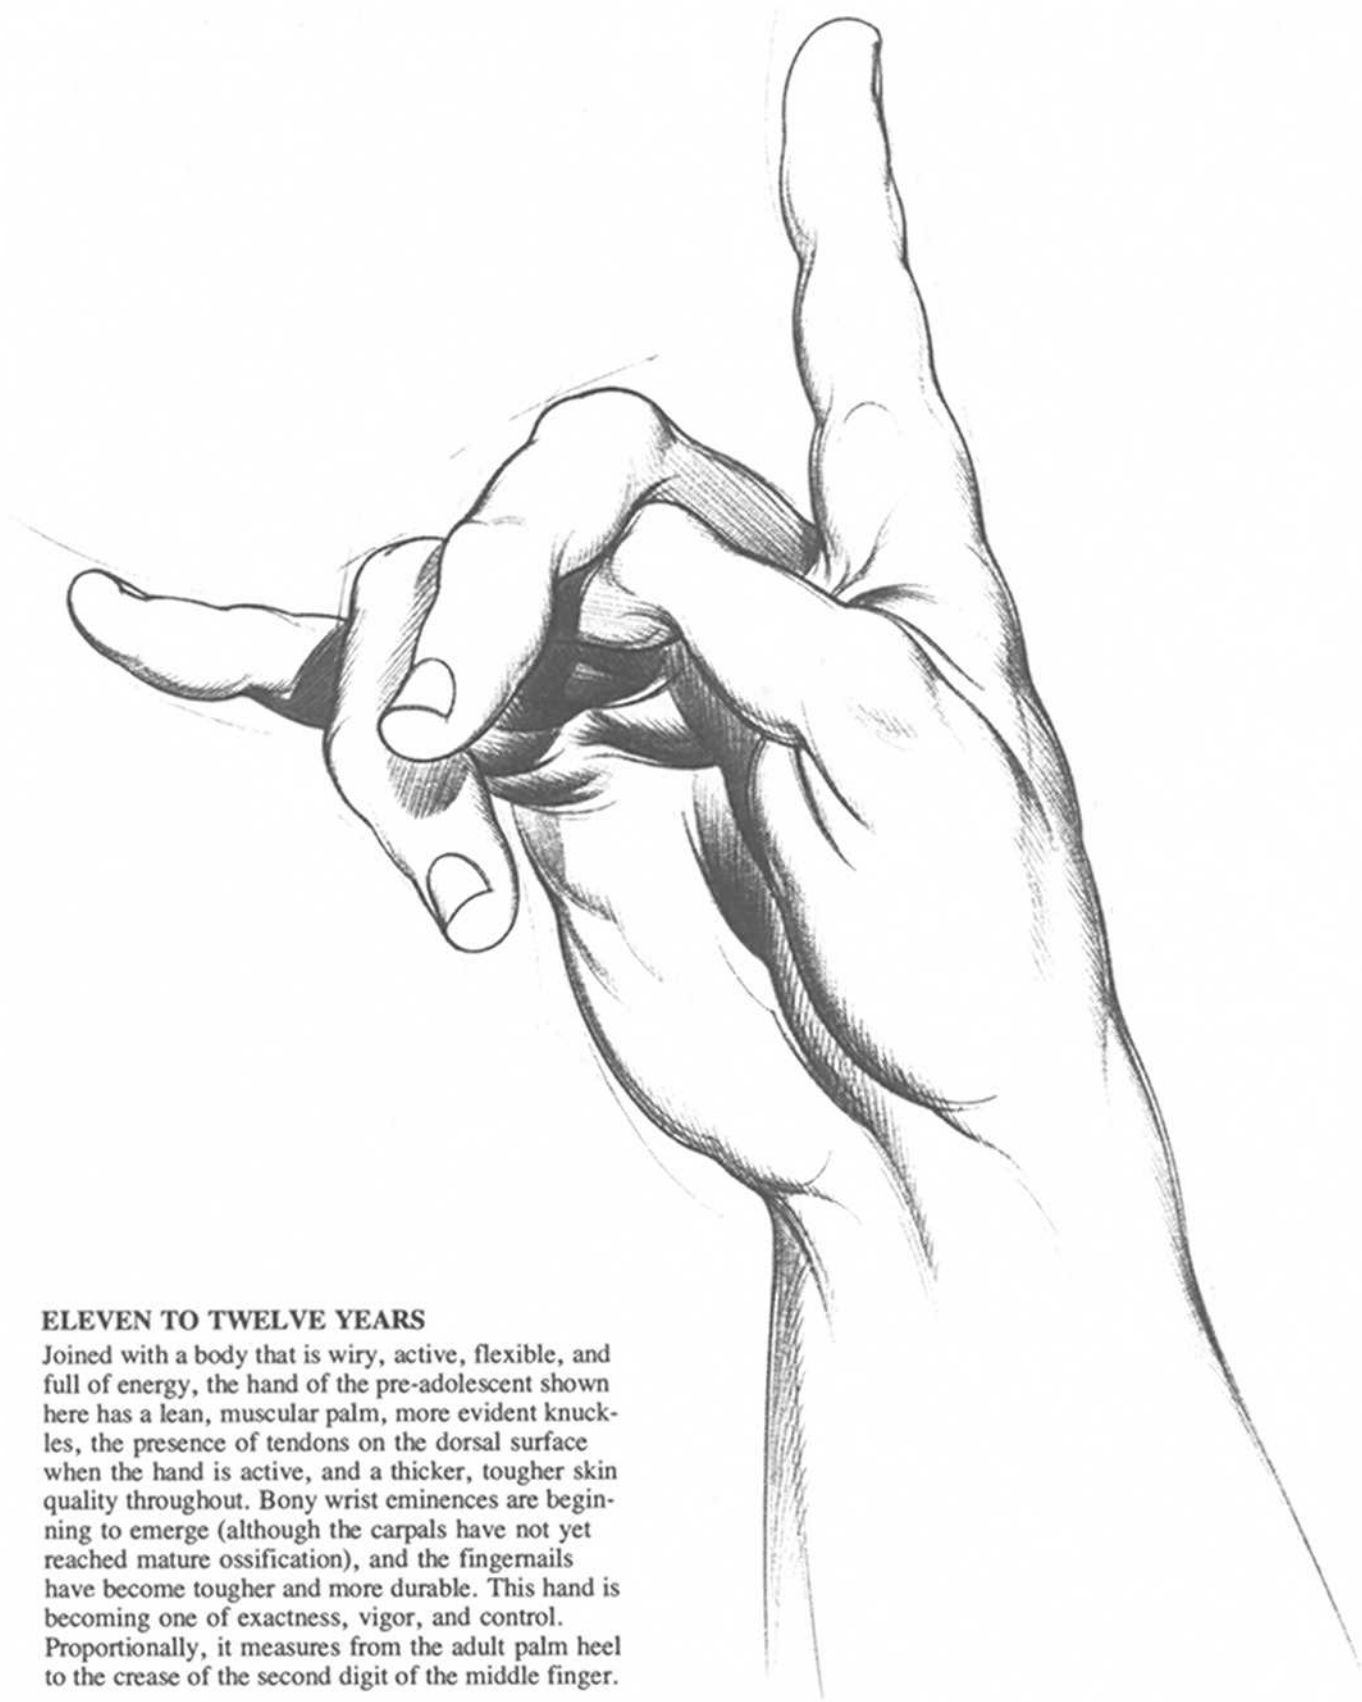 ELEVEN TO TWELVE YEARS
Joined with a body that is wiry, active, flexible, and
full of energy, the hand of the pre-adolescent shown
here has a lean, muscular palm, more evident knuck-
les, the presence of tendons on the dorsal surface
when the hand is active, and a thicker, tougher skin
quality throughout. Bony wrist eminences are begin-
ning to emerge (although the carpals have not yet
reached mature ossification), and the fingernails
have become tougher and more durable. This hand is
becoming one of exactness, vigor, and control.
Proportionally, it measures from the adult palm heel
to the crease of the second digit of the middle finger.